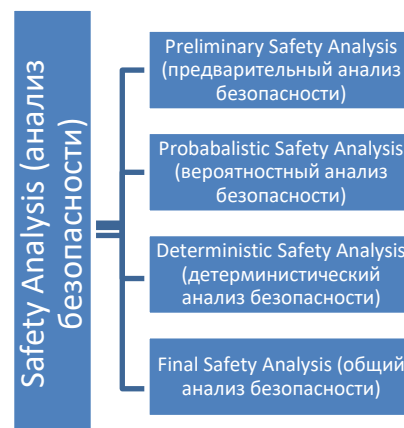 Safety Analysis (анализ
безопасности)
Preliminary Safety Analysis
(предварительный анализ
безопасности)
Probabalistic Safety Analysis
(вероятностный анализ
безопасности)
Deterministic Safety Analysis
(детерминистический
анализ безопасности)
Final Safety Analysis (общий
анализ безопасности)